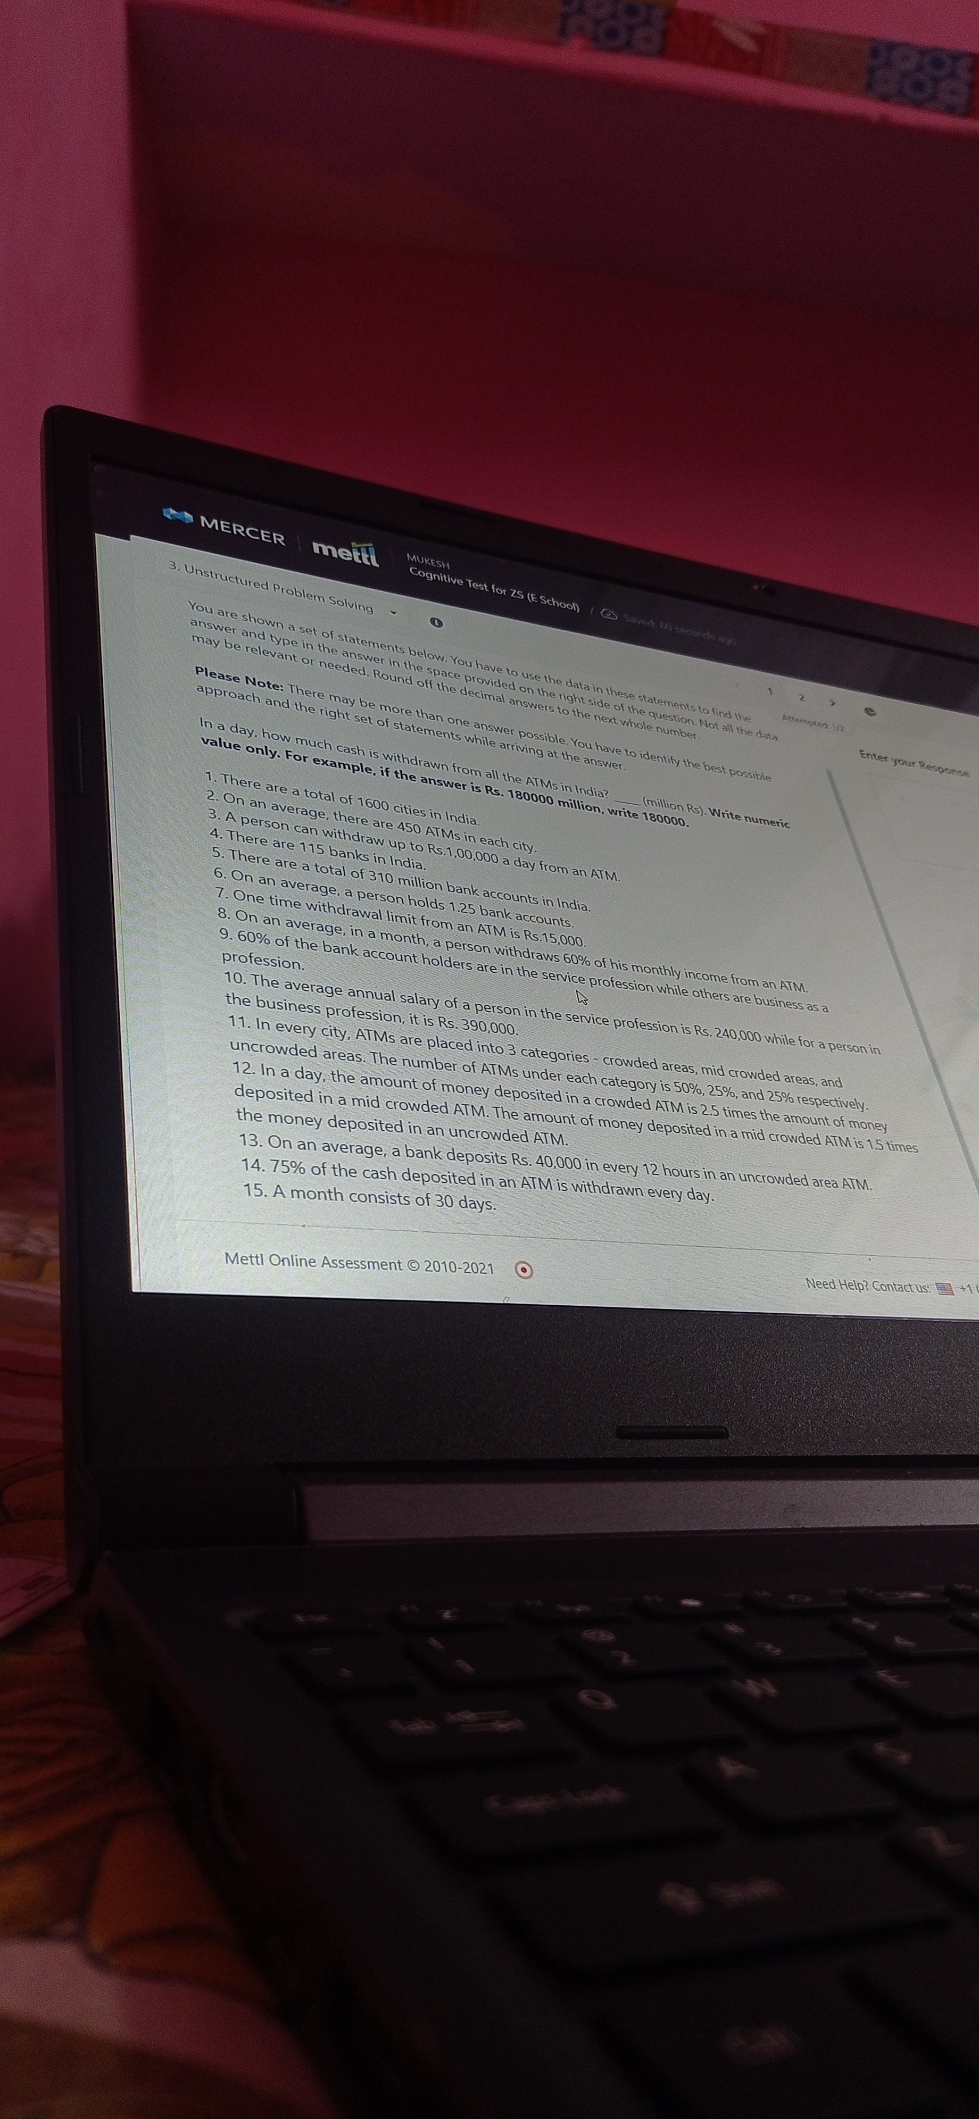 MERCER mettl
MUKESH
Cognitive Test for ZS (E School) / Saved: 60 seconds ago
3. Unstructured Problem Solving
1 2
You are shown a set of statements below. You have to use the data in these statements to find the
answer and type in the answer in the space provided on the right side of the question. Not all the data
may be relevant or needed. Round off the decimal answers to the next whole number.
Attempted: 1/2
Please Note: There may be more than one answer possible. You have to identify the best possible
approach and the right set of statements while arriving at the answer.
Enter your Response
In a day, how much cash is withdrawn from all the ATMs in India? ____ (million Rs). Write numeric
value only. For example, if the answer is Rs. 180000 million, write 180000.
1. There are a total of 1600 cities in India.
2. On an average, there are 450 ATMs in each city.
3. A person can withdraw up to Rs.1,00,000 a day from an ATM.
4. There are 115 banks in India.
5. There are a total of 310 million bank accounts in India.
6. On an average, a person holds 1.25 bank accounts.
7. One time withdrawal limit from an ATM is Rs.15,000.
8. On an average, in a month, a person withdraws 60% of his monthly income from an ATM.
9. 60% of the bank account holders are in the service profession while others are business as a
profession.
10. The average annual salary of a person in the service profession is Rs. 240,000 while for a person in
the business profession, it is Rs. 390,000.
11. In every city, ATMs are placed into 3 categories - crowded areas, mid crowded areas, and
uncrowded areas. The number of ATMs under each category is 50%, 25%, and 25% respectively.
12. In a day, the amount of money deposited in a crowded ATM is 2.5 times the amount of money
deposited in a mid crowded ATM. The amount of money deposited in a mid crowded ATM is 1.5 times
the money deposited in an uncrowded ATM.
13. On an average, a bank deposits Rs. 40,000 in every 12 hours in an uncrowded area ATM.
14. 75% of the cash deposited in an ATM is withdrawn every day.
15. A month consists of 30 days.
Mettl Online Assessment © 2010-2021
Need Help? Contact us: +1
Esc
1 2 3 4
Tab Q W E
Caps Lock A S
Shift Z